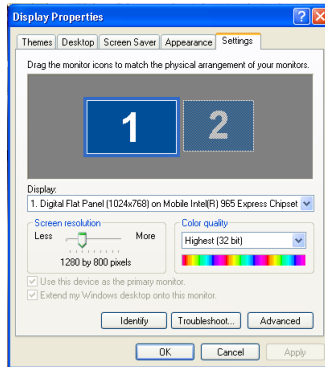 Display Properties
Themes Desktop Screen Saver Appearance Settings
Drag the monitor icons to match the physical arrangement of your monitors.
1 2
Display:
1. Digital Flat Panel (1024x768) on Mobile Intel(R) 965 Express Chipset
Screen resolution
Less More
1280 by 800 pixels
Color quality
Highest (32 bit)
Use this device as the primary monitor.
Extend my Windows desktop onto this monitor.
Identify Troubleshoot... Advanced
OK Cancel Apply